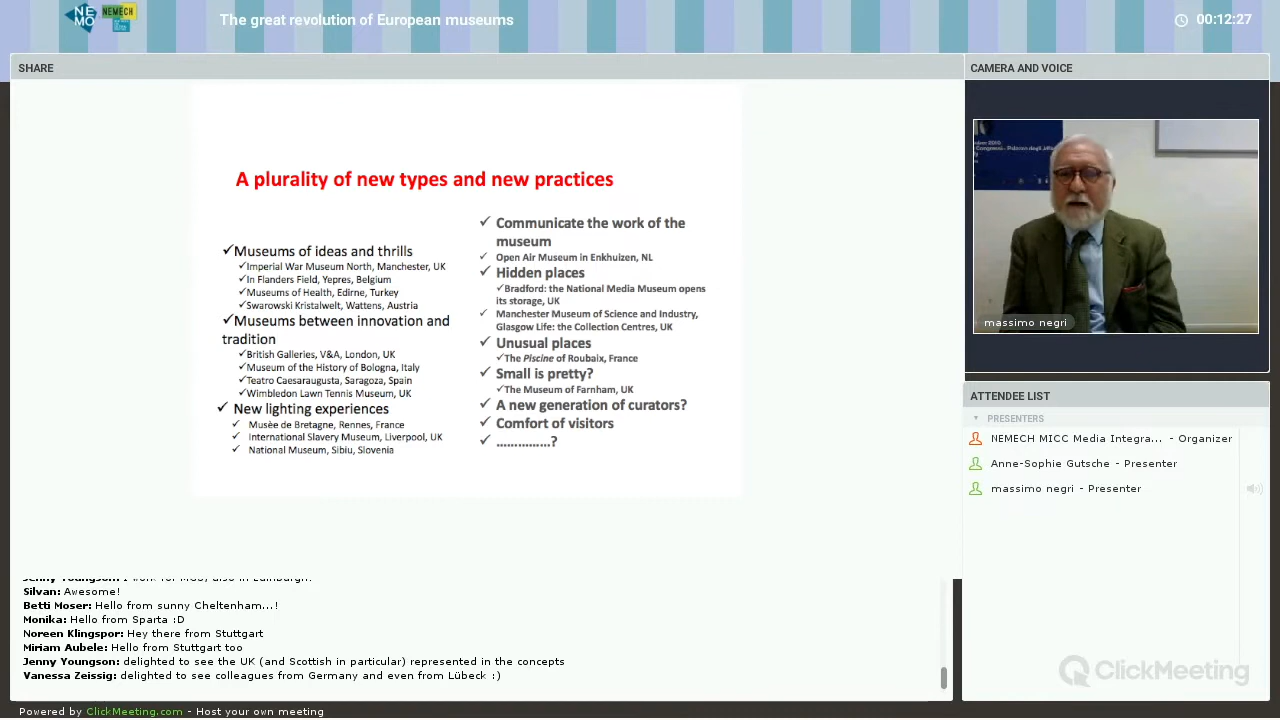 NE
MO
NEMECH
The great revolution of European museums
00:12:27
SHARE
A plurality of new types and new practices
Museums of ideas and thrills
Imperial War Museum North, Manchester, UK
In Flanders Field, Yepres, Belgium
Museums of Health, Edirne, Turkey
Swarowski Kristalwelt, Wattens, Austria
Museums between innovation and
tradition
British Galleries, V&A, London, UK
Museum of the History of Bologna, Italy
Teatro Caesaraugusta, Saragoza, Spain
Wimbledon Lawn Tennis Museum, UK
New lighting experiences
Musèe de Bretagne, Rennes, France
International Slavery Museum, Liverpool, UK
National Museum, Sibiu, Slovenia
Communicate the work of the
museum
Open Air Museum in Enkhuizen, NL
Hidden places
Bradford: the National Media Museum opens
its storage, UK
Manchester Museum of Science and Industry,
Glasgow Life: the Collection Centres, UK
Unusual places
The Piscine of Roubaix, France
Small is pretty?
The Museum of Farnham, UK
A new generation of curators?
Comfort of visitors
……………?
CAMERA AND VOICE
massimo negri
ATTENDEE LIST
PRESENTERS
NEMECH MICC Media Integra... - Organizer
Anne-Sophie Gutsche - Presenter
massimo negri - Presenter
Jenny Youngson: I work for MGS, also in Edinburgh!
Silvan: Awesome!
Betti Moser: Hello from sunny Cheltenham...!
Monika: Hello from Sparta :D
Noreen Klingspor: Hey there from Stuttgart
Miriam Aubele: Hello from Stuttgart too
Jenny Youngson: delighted to see the UK (and Scottish in particular) represented in the concepts
Vanessa Zeissig: delighted to see colleagues from Germany and even from Lübeck :)
ClickMeeting
Powered by ClickMeeting.com - Host your own meeting